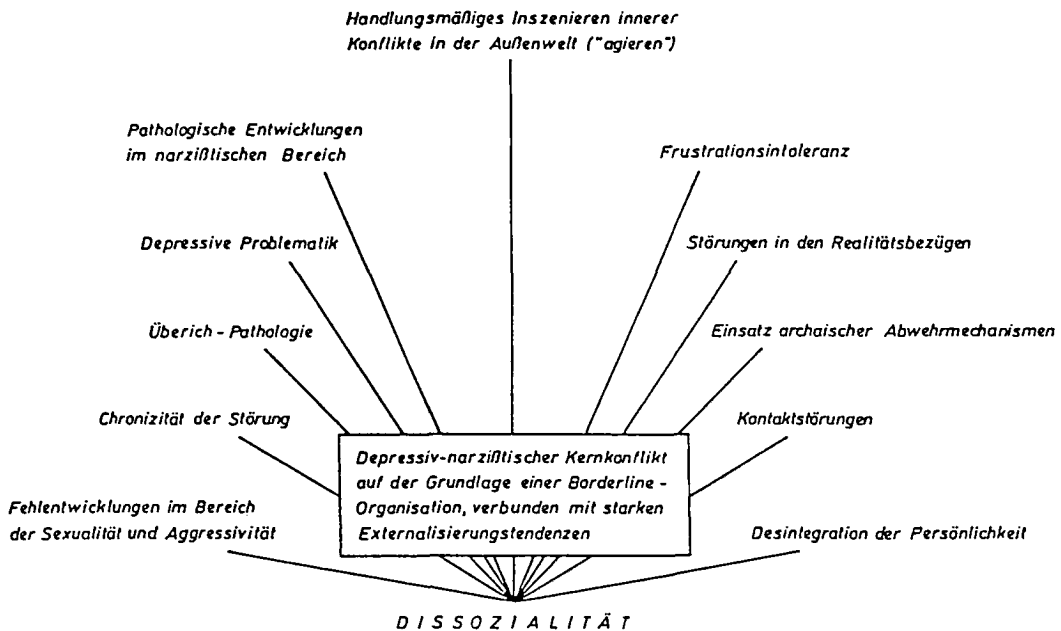 Handlungsmäßiges Inszenieren innerer
Konflikte in der Außenwelt ("agieren")
Pathologische Entwicklungen
im narzißtischen Bereich
Frustrationsintoleranz
Depressive Problematik
Störungen in den Realitätsbezügen
Überich - Pathologie
Einsatz archaischer Abwehrmechanismen
Chronizität der Störung
Kontaktstörungen
Depressiv-narzißtischer Kernkonflikt
auf der Grundlage einer Borderline -
Organisation, verbunden mit starken
Externalisierungstendenzen
Fehlentwicklungen im Bereich
der Sexualität und Aggressivität
Desintegration der Persönlichkeit
DISSOZIALITÄT